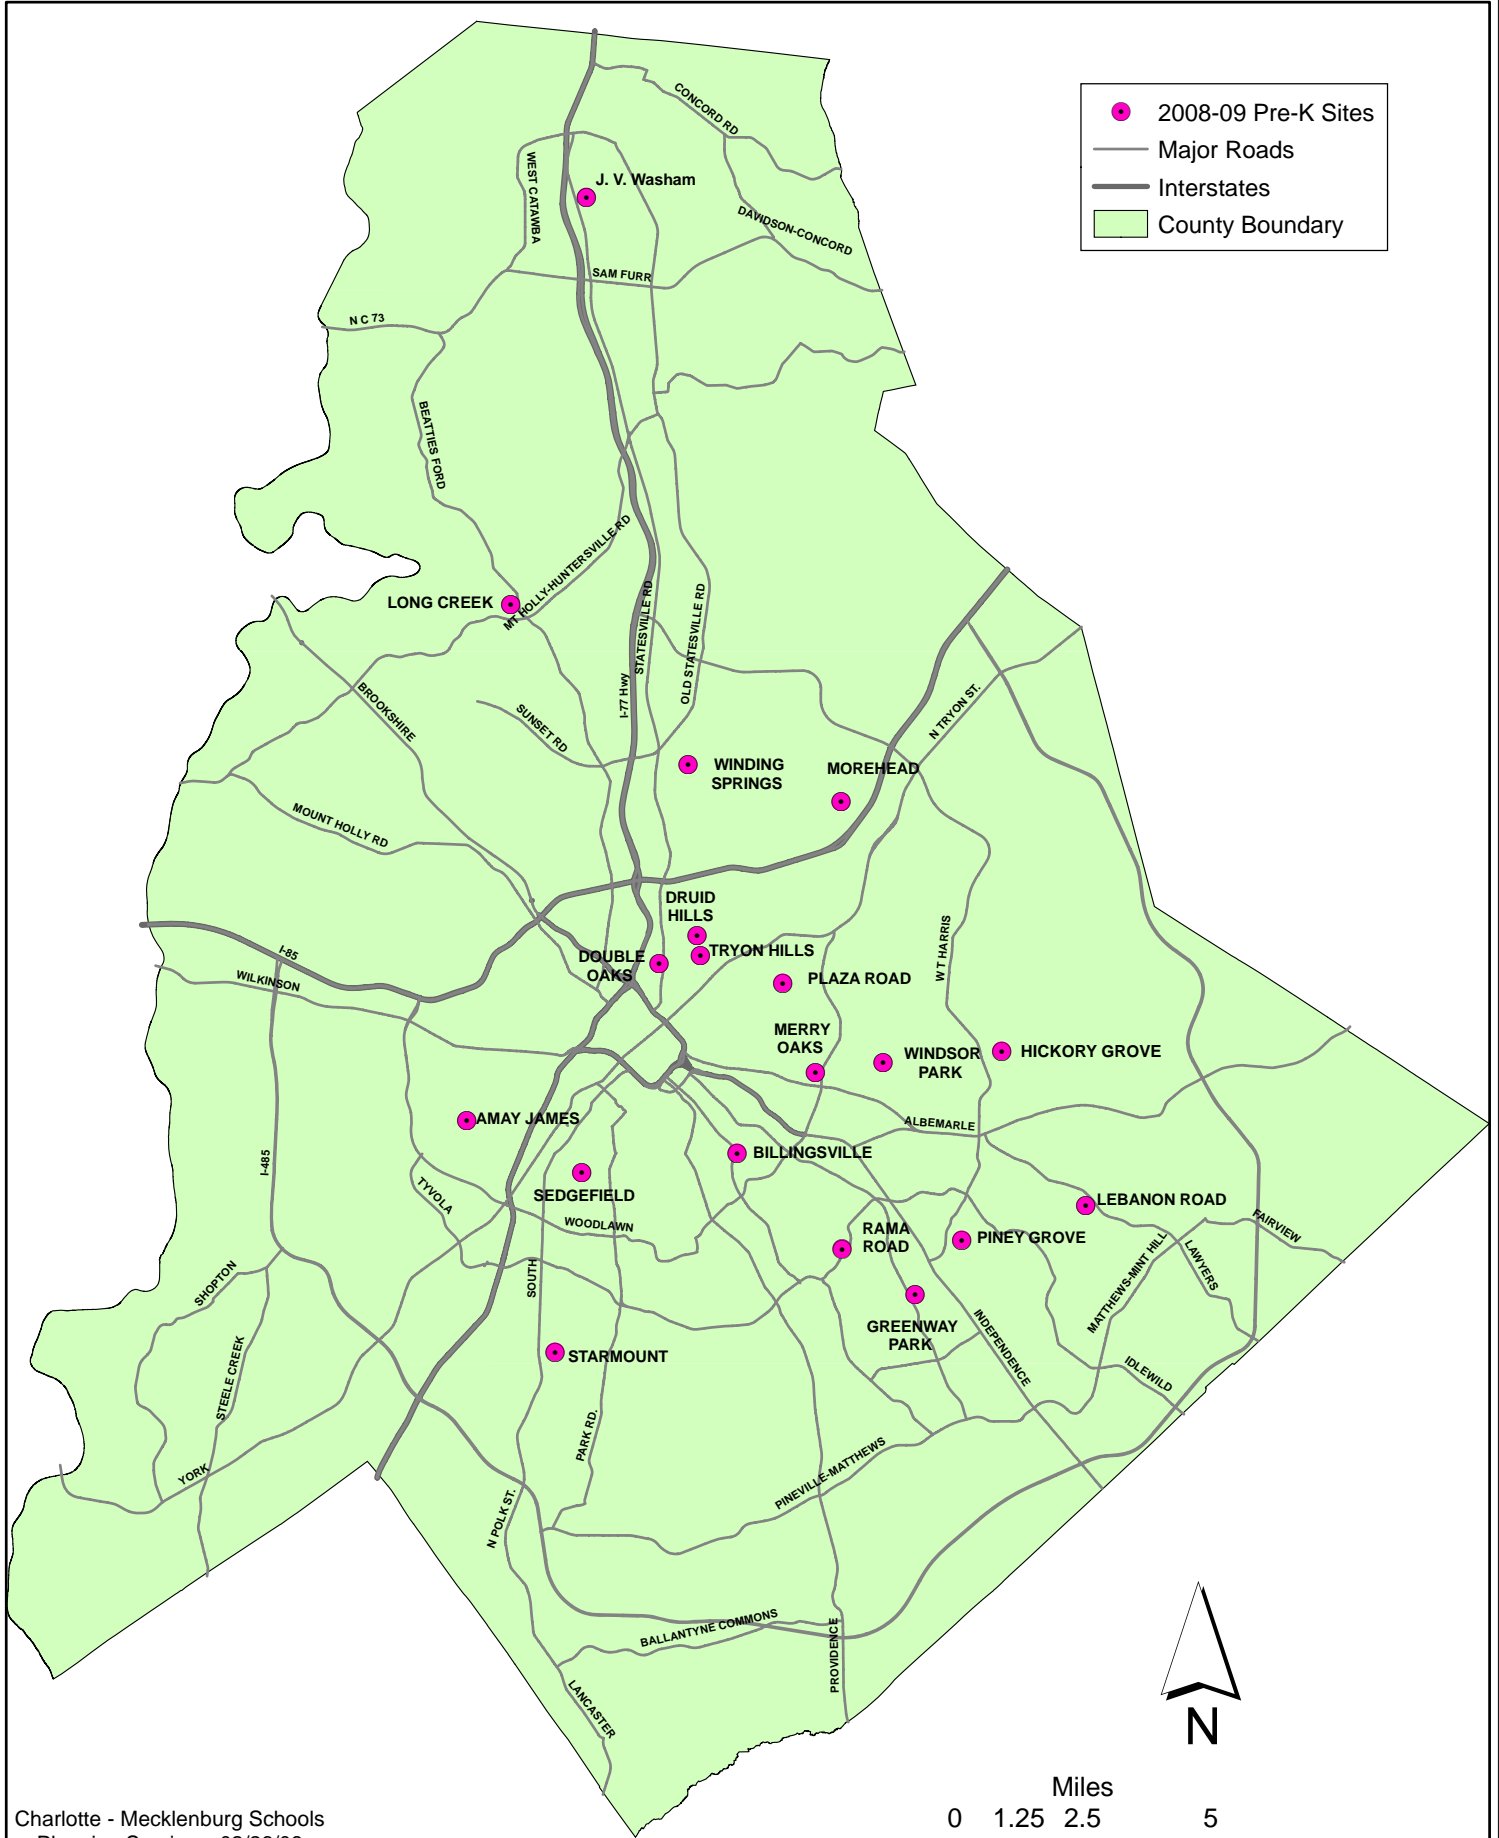 2008-09 Pre-K Sites
Major Roads
Interstates
County Boundary
CONCORD RD
WEST CATAWBA
J. V. Washam
DAVIDSON-CONCORD
SAM FURR
N C 73
BEATTIES FORD
MT HOLLY-HUNTERSVILLE RD
LONG CREEK
STATESVILLE RD
OLD STATESVILLE RD
I-77 Hwy
BROOKSHIRE
SUNSET RD
N TRYON ST.
WINDING
SPRINGS
MOREHEAD
MOUNT HOLLY RD
DRUID
HILLS
W T HARRIS
I-85
DOUBLE
OAKS
TRYON HILLS
WILKINSON
PLAZA ROAD
MERRY
OAKS
WINDSOR
PARK
HICKORY GROVE
AMAY JAMES
ALBEMARLE
I-485
BILLINGSVILLE
TYVOLA
SEDGEFIELD
WOODLAWN
LEBANON ROAD
FAIRVIEW
RAMA
ROAD
PINEY GROVE
MATTHEWS-MINT HILL
LAWYERS
SHOPTON
SOUTH
GREENWAY
PARK
INDEPENDENCE
STARMOUNT
STEELE CREEK
IDLEWILD
PARK RD.
YORK
PINEVILLE-MATTHEWS
N POLK ST.
BALLANTYNE COMMONS
PROVIDENCE
LANCASTER
N
Miles
0 1.25 2.5 5
Charlotte - Mecklenburg Schools